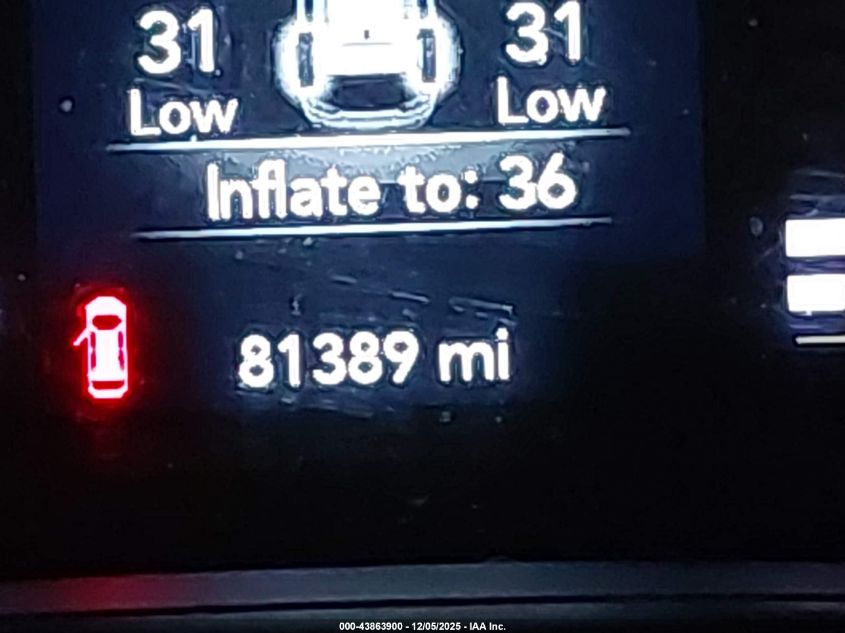 31 31
Low Low
Inflate to: 36
81389 mi
000-43863900 - 12/05/2025 - IAA Inc.